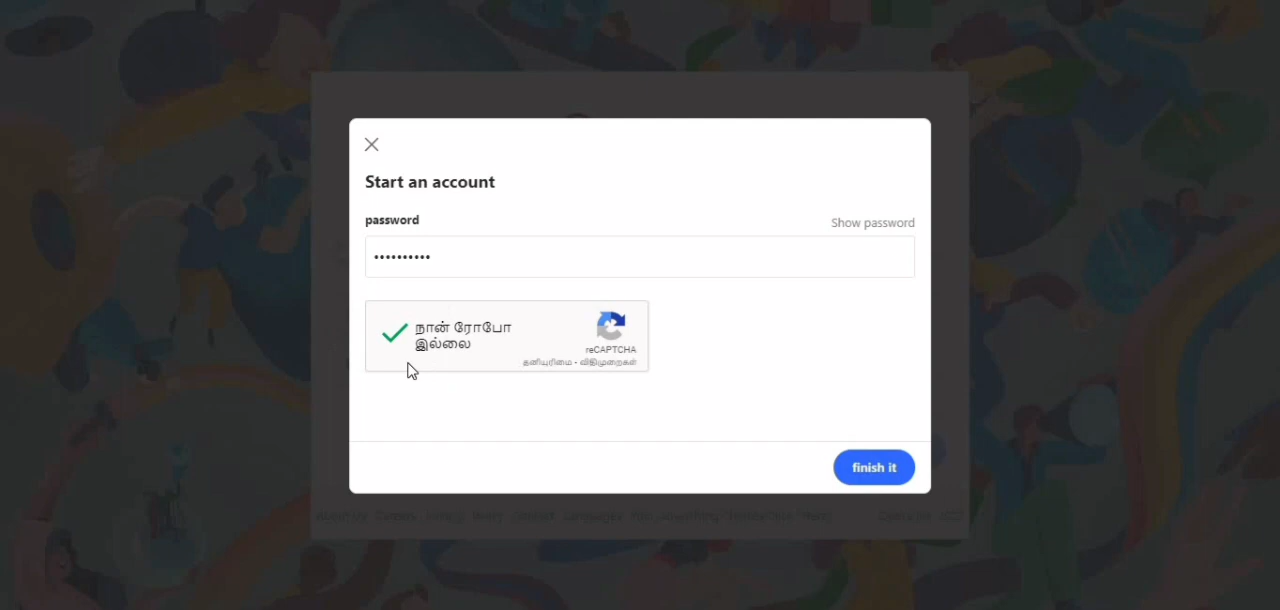 Start an account
password
Show password
••••••••••
நான் ரோபோ
இல்லை
reCAPTCHA
தனியுரிமை - விதிமுறைகள்
finish it